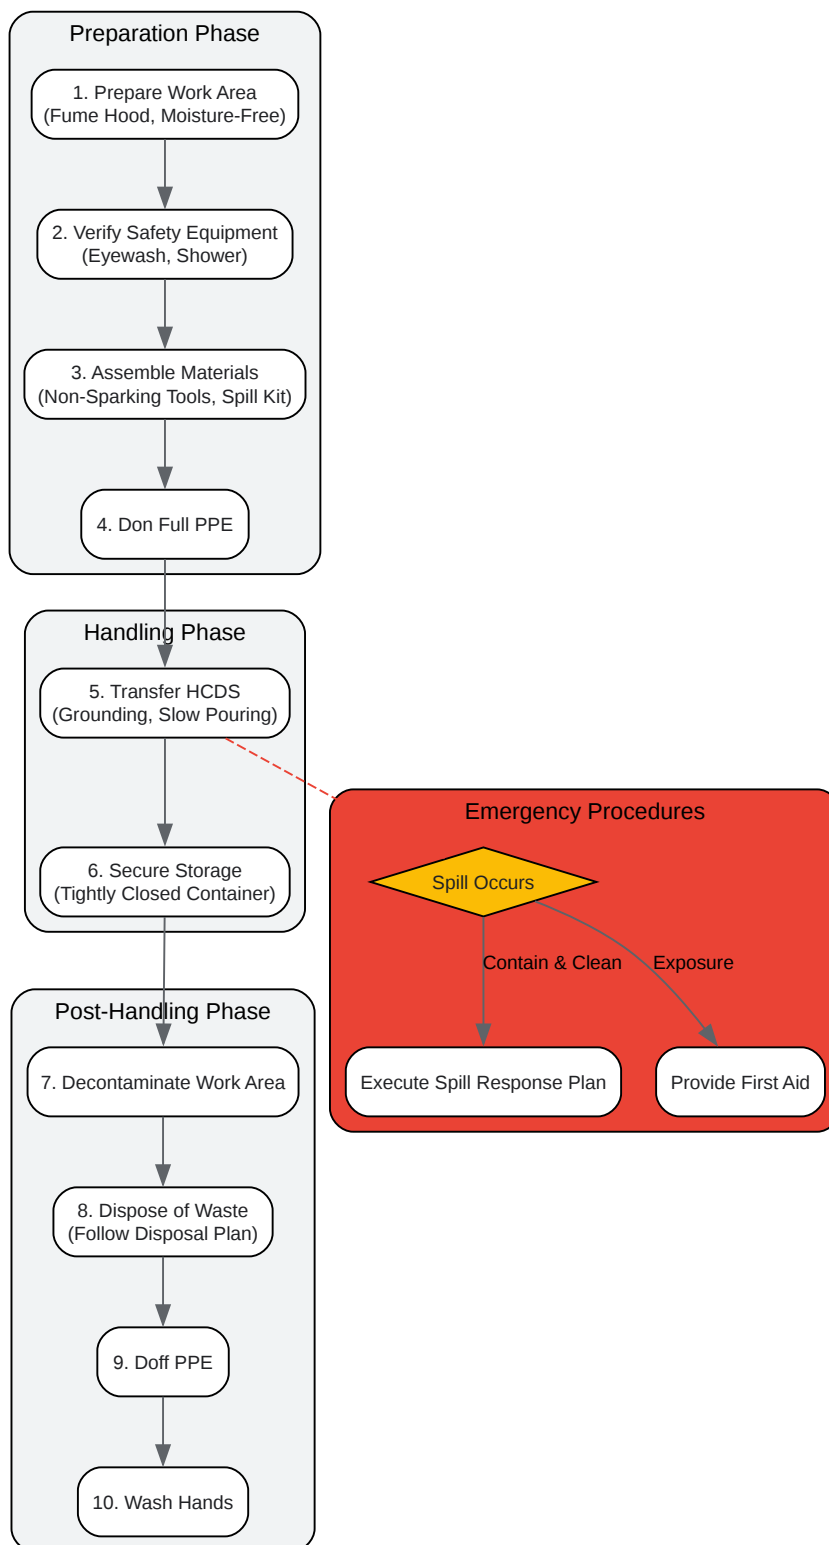 Preparation Phase
1. Prepare Work Area
(Fume Hood, Moisture-Free)
2. Verify Safety Equipment
(Eyewash, Shower)
3. Assemble Materials
(Non-Sparking Tools, Spill Kit)
4. Don Full PPE
Handling Phase
5. Transfer HCDS
(Grounding, Slow Pouring)
6. Secure Storage
(Tightly Closed Container)
Emergency Procedures
Spill Occurs
Contain & Clean
Exposure
Execute Spill Response Plan
Provide First Aid
Post-Handling Phase
7. Decontaminate Work Area
8. Dispose of Waste
(Follow Disposal Plan)
9. Doff PPE
10. Wash Hands